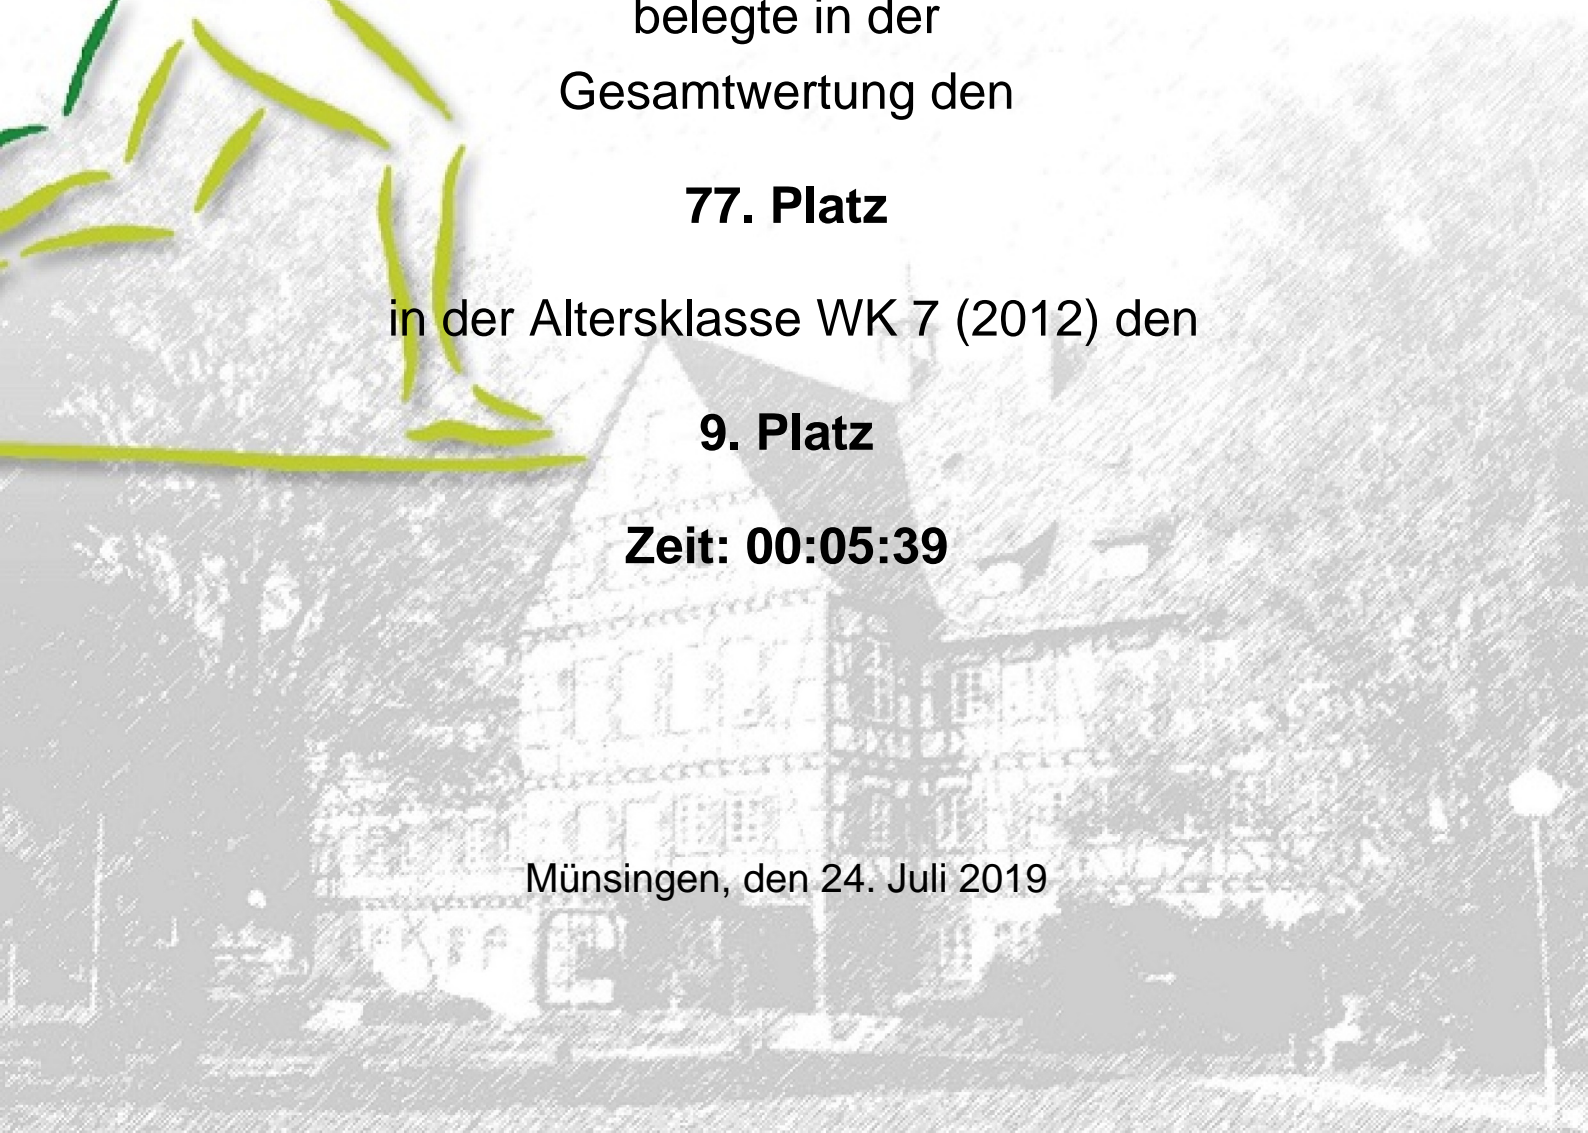 belegte in der
Gesamtwertung den
77. Platz
in der Altersklasse WK 7 (2012) den
9. Platz
Zeit: 00:05:39
Münsingen, den 24. Juli 2019